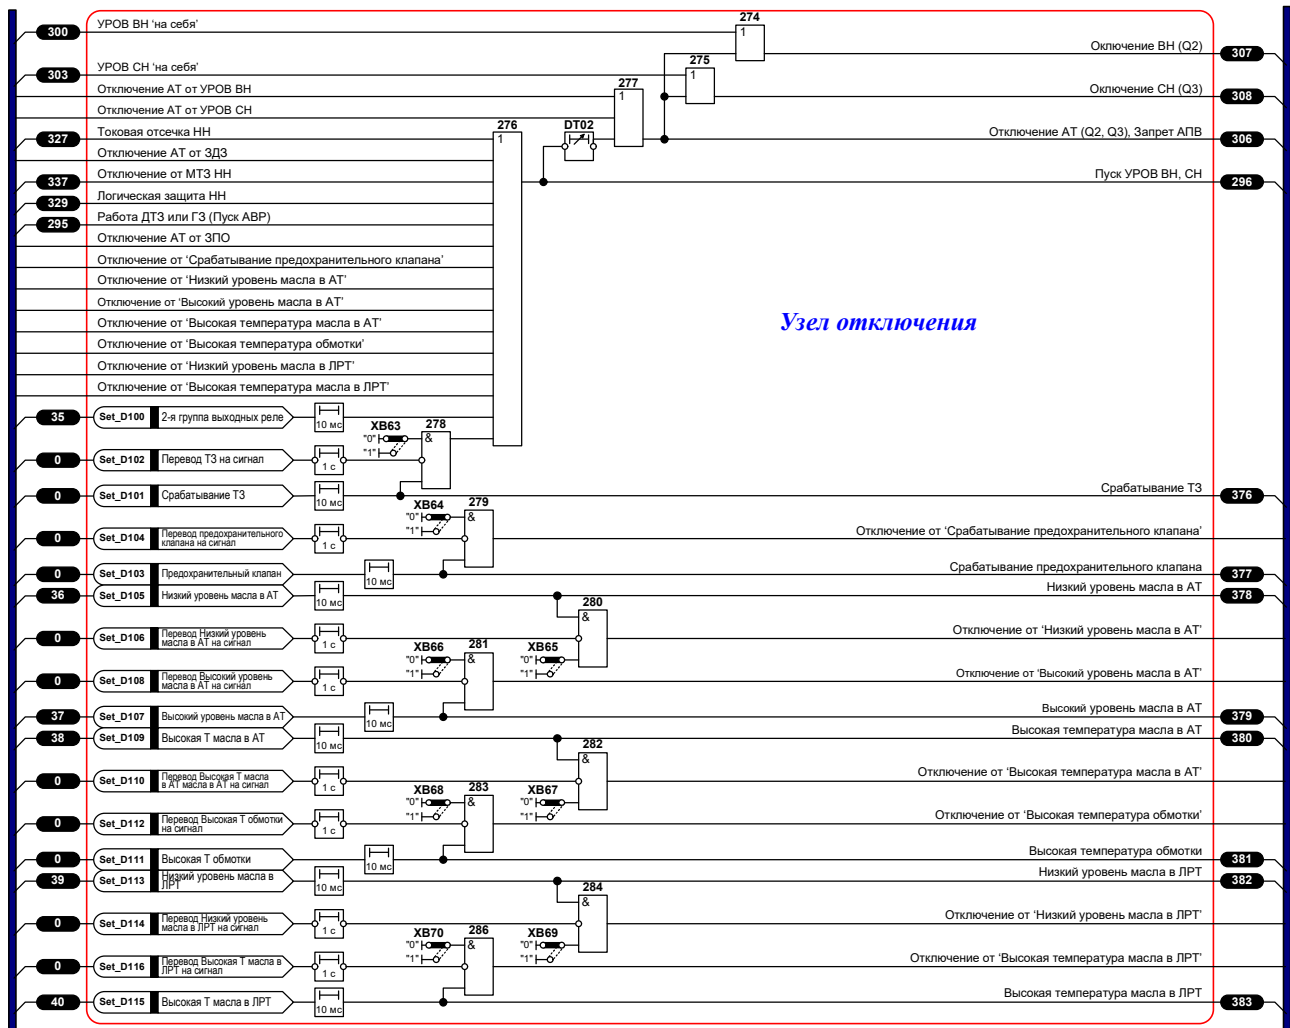 УРОВ ВН ‘на себя’
274
300
1
Оключение ВН (Q2)
307
УРОВ СН ‘на себя’
275
303
1
Отключение АТ от УРОВ ВН
277
Оключение СН (Q3)
308
1
Отключение АТ от УРОВ СН
327
Токовая отсечка НН
276
DT02
Отключение АТ (Q2, Q3), Запрет АПВ
306
1
Отключение АТ от ЗДЗ
337
Отключение от МТЗ НН
Пуск УРОВ ВН, СН
296
329
Логическая защита НН
295
Работа ДТЗ или ГЗ (Пуск АВР)
Отключение АТ от ЗПО
Отключение от ‘Срабатывание предохранительного клапана’
Отключение от ‘Низкий уровень масла в АТ’
Отключение от ‘Высокий уровень масла в АТ’
Отключение от ‘Высокая температура масла в АТ’
Узел отключения
Отключение от ‘Высокая температура обмотки’
Отключение от ‘Низкий уровень масла в ЛРТ’
Отключение от ‘Высокая температура масла в ЛРТ’
35
Set_D100
2-я группа выходных реле
10 мс
XB63
278
"0"
&
"1"
0
Set_D102
Перевод ТЗ на сигнал
1 с
0
Set_D101
Срабатывание ТЗ
10 мс
Срабатывание ТЗ
376
XB64
279
"0"
&
"1"
0
Set_D104
Перевод предохранительного
клапана на сигнал
1 с
Отключение от ‘Срабатывание предохранительного клапана’
0
Set_D103
Предохранительный клапан
10 мс
Срабатывание предохранительного клапана
377
36
Set_D105
Низкий уровень масла в АТ
10 мс
Низкий уровень масла в АТ
378
280
&
0
Set_D106
Перевод Низкий уровень
масла в АТ на сигнал
1 с
Отключение от ‘Низкий уровень масла в АТ’
XB66
281
XB65
"0"
&
"0"
"1"
"1"
0
Set_D108
Перевод Высокий уровень
масла в АТ на сигнал
1 с
Отключение от ‘Высокий уровень масла в АТ’
37
Set_D107
Высокий уровень масла в АТ
10 мс
Высокий уровень масла в АТ
379
38
Set_D109
Высокая Т масла в АТ
10 мс
Высокая температура масла в АТ
380
282
&
0
Set_D110
Перевод Высокая Т масла
в АТ масла в АТ на сигнал
1 с
Отключение от ‘Высокая температура масла в АТ’
XB68
283
XB67
"0"
&
"0"
"1"
"1"
0
Set_D112
Перевод Высокая Т обмотки
на сигнал
1 с
Отключение от ‘Высокая температура обмотки’
0
Set_D111
Высокая Т обмотки
10 мс
Высокая температура обмотки
381
39
Set_D113
Низкий уровень масла в
ЛРТ
10 мс
Низкий уровень масла в ЛРТ
382
284
&
0
Set_D114
Перевод Низкий уровень
масла в ЛРТ на сигнал
1 с
Отключение от ‘Низкий уровень масла в ЛРТ’
XB70
286
XB69
"0"
&
"0"
"1"
"1"
0
Set_D116
Перевод Высокая Т масла в
ЛРТ на сигнал
1 с
Отключение от ‘Высокая температура масла в ЛРТ’
40
Set_D115
Высокая Т масла в ЛРТ
10 мс
Высокая температура масла в ЛРТ
383